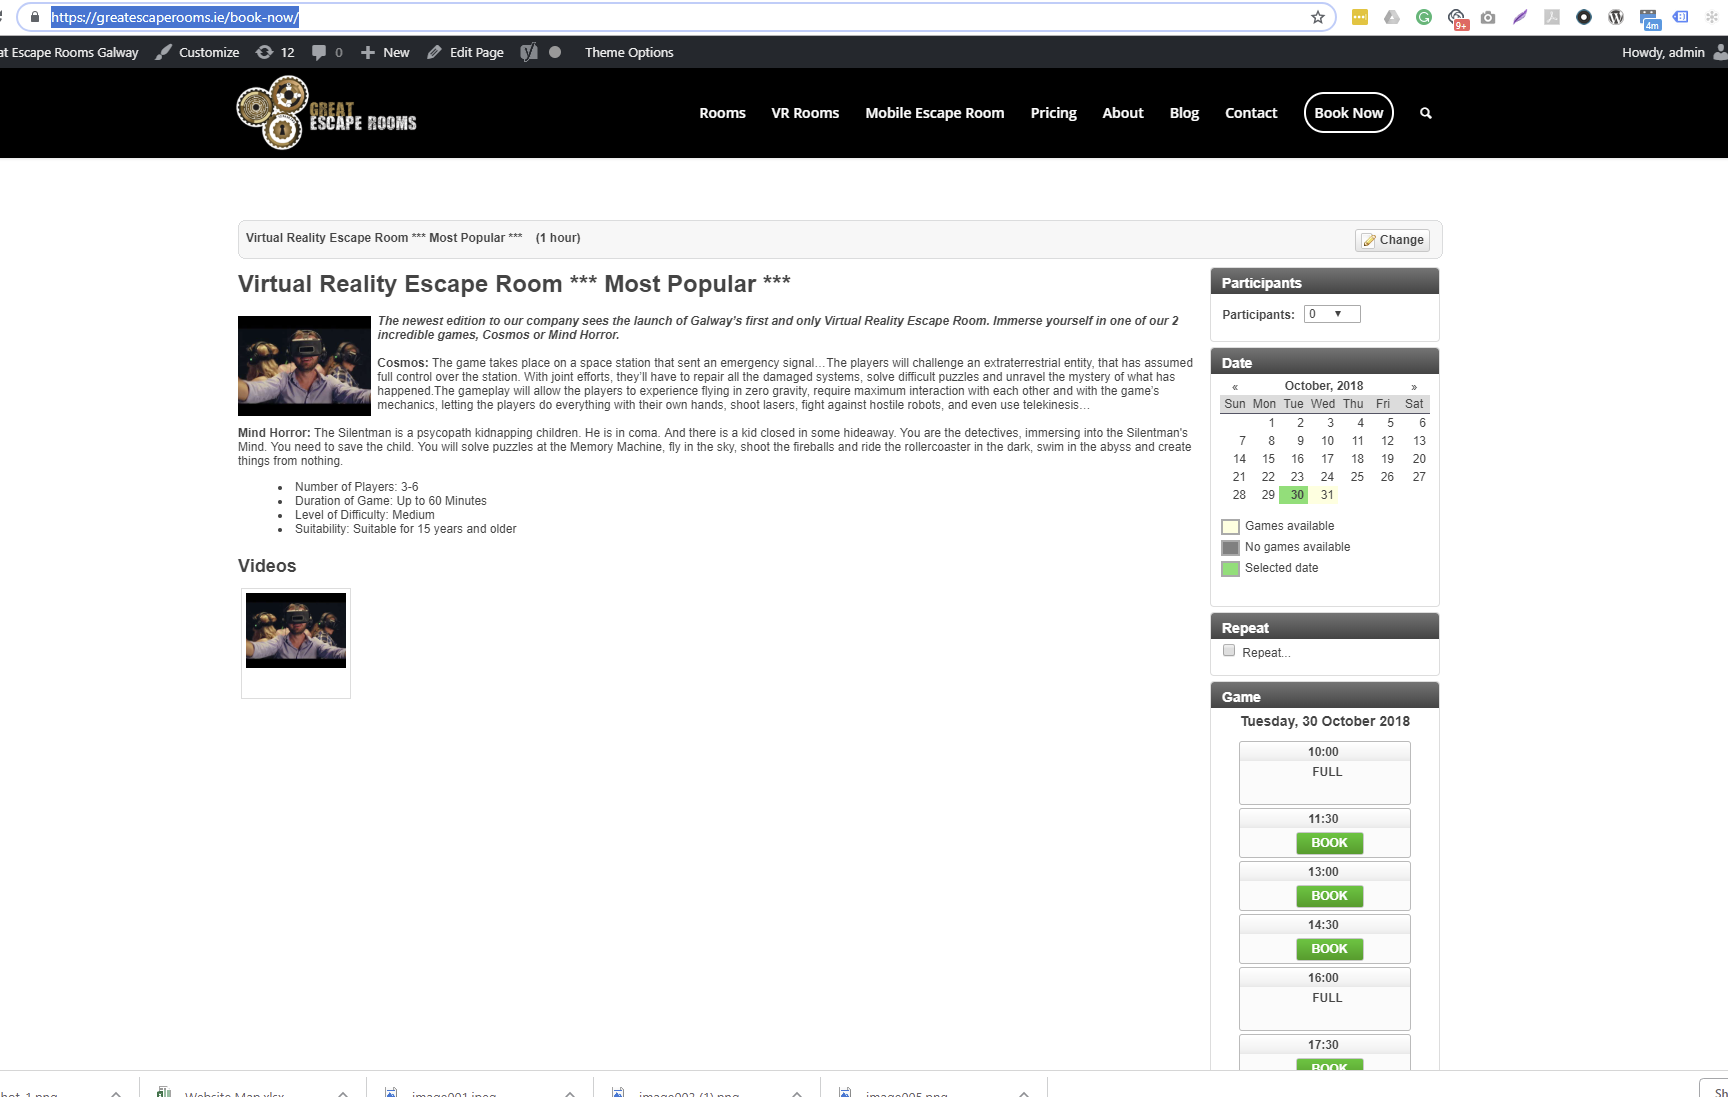 https://greatescaperooms.ie/book-now/
9+
4m
at Escape Rooms Galway Customize 12 0 New Edit Page Theme Options Howdy, admin
GREAT
ESCAPE ROOMS
Rooms VR Rooms Mobile Escape Room Pricing About Blog Contact Book Now
Virtual Reality Escape Room *** Most Popular *** (1 hour)
Change
Virtual Reality Escape Room *** Most Popular ***
The newest edition to our company sees the launch of Galway's first and only Virtual Reality Escape Room. Immerse yourself in one of our 2
incredible games, Cosmos or Mind Horror.
Cosmos: The game takes place on a space station that sent an emergency signal…The players will challenge an extraterrestrial entity, that has assumed
full control over the station. With joint efforts, they'll have to repair all the damaged systems, solve difficult puzzles and unravel the mystery of what has
happened.The gameplay will allow the players to experience flying in zero gravity, require maximum interaction with each other and with the game's
mechanics, letting the players do everything with their own hands, shoot lasers, fight against hostile robots, and even use telekinesis…
Mind Horror: The Silentman is a psycopath kidnapping children. He is in coma. And there is a kid closed in some hideaway. You are the detectives, immersing into the Silentman's
Mind. You need to save the child. You will solve puzzles at the Memory Machine, fly in the sky, shoot the fireballs and ride the rollercoaster in the dark, swim in the abyss and create
things from nothing.
• Number of Players: 3-6
• Duration of Game: Up to 60 Minutes
• Level of Difficulty: Medium
• Suitability: Suitable for 15 years and older
Videos
Participants
Participants: 0
Date
« October, 2018 »
Sun Mon Tue Wed Thu Fri Sat
1 2 3 4 5 6
7 8 9 10 11 12 13
14 15 16 17 18 19 20
21 22 23 24 25 26 27
28 29 30 31
Games available
No games available
Selected date
Repeat
Repeat...
Game
Tuesday, 30 October 2018
10:00
FULL
11:30
BOOK
13:00
BOOK
14:30
BOOK
16:00
FULL
17:30
BOOK
Website Map.xlsx image001.jpeg image003 (1).png image005.png